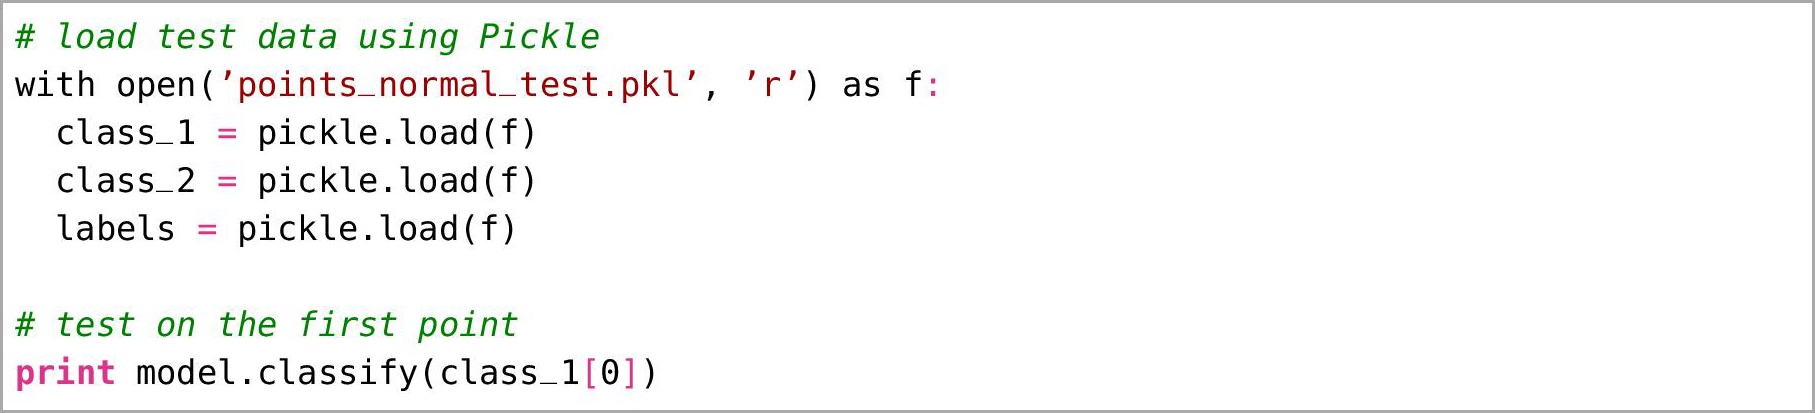 # load test data using Pickle
with open(’points_normal_test.pkl’, ’r’) as f:
  class_1 = pickle.load(f)
  class_2 = pickle.load(f)
  labels = pickle.load(f)

# test on the first point
print model.classify(class_1[0])